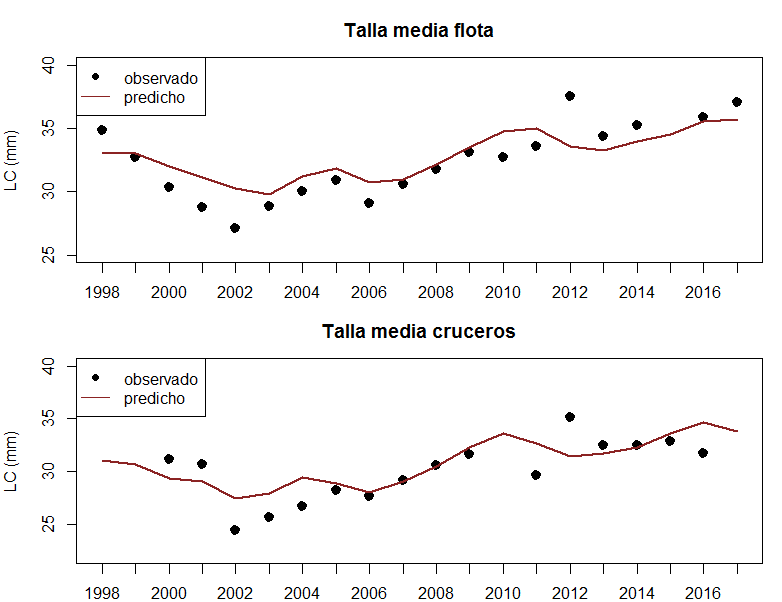 Talla media flota
LC (mm)
40
35
30
25
observado
predicho
1998 2000 2002 2004 2006 2008 2010 2012 2014 2016
Talla media cruceros
LC (mm)
40
35
30
25
observado
predicho
1998 2000 2002 2004 2006 2008 2010 2012 2014 2016